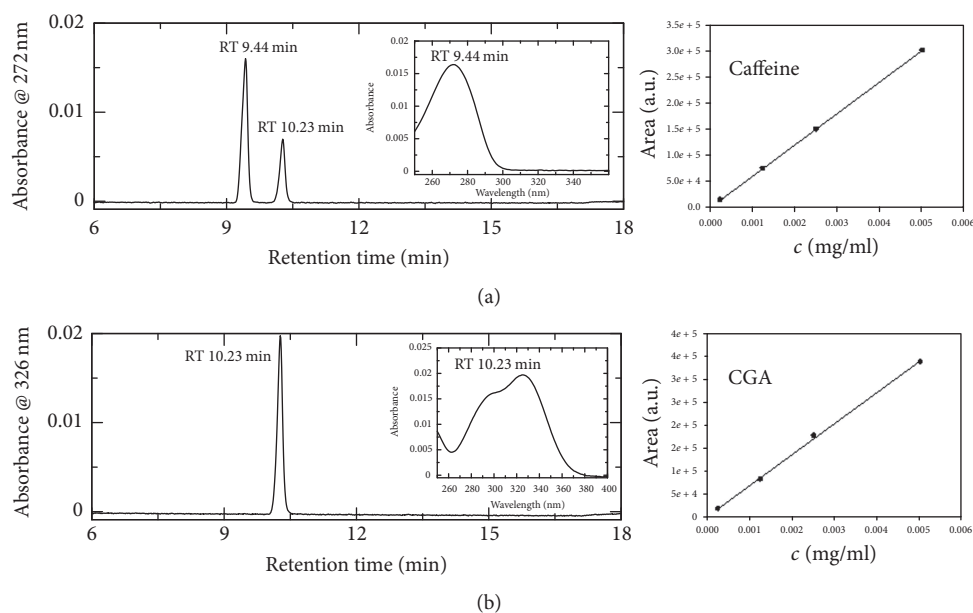 0.02
0.01
0
Absorbance @ 272 nm
RT 9.44 min
RT 10.23 min
6
9
12
15
18
Retention time (min)
0.02
0.015
0.01
0.005
0
Absorbance
RT 9.44 min
260
280
300
320
340
Wavelength (nm)
3.5e + 5
3.0e + 5
2.5e + 5
2.0e + 5
1.5e + 5
1.0e + 5
5.0e + 4
0.0
Area (a.u.)
Caffeine
0.000
0.001
0.002
0.003
0.004
0.005
0.006
c (mg/ml)
(a)
0.02
0.01
0
Absorbance @ 326 nm
RT 10.23 min
6
9
12
15
18
Retention time (min)
0.025
0.02
0.015
0.01
0.005
0
Absorbance
RT 10.23 min
260
280
300
320
340
360
380
400
Wavelength (nm)
4e + 5
4e + 5
3e + 5
3e + 5
2e + 5
2e + 5
1e + 5
5e + 4
Area (a.u.)
CGA
0.000
0.001
0.002
0.003
0.004
0.005
0.006
c (mg/ml)
(b)